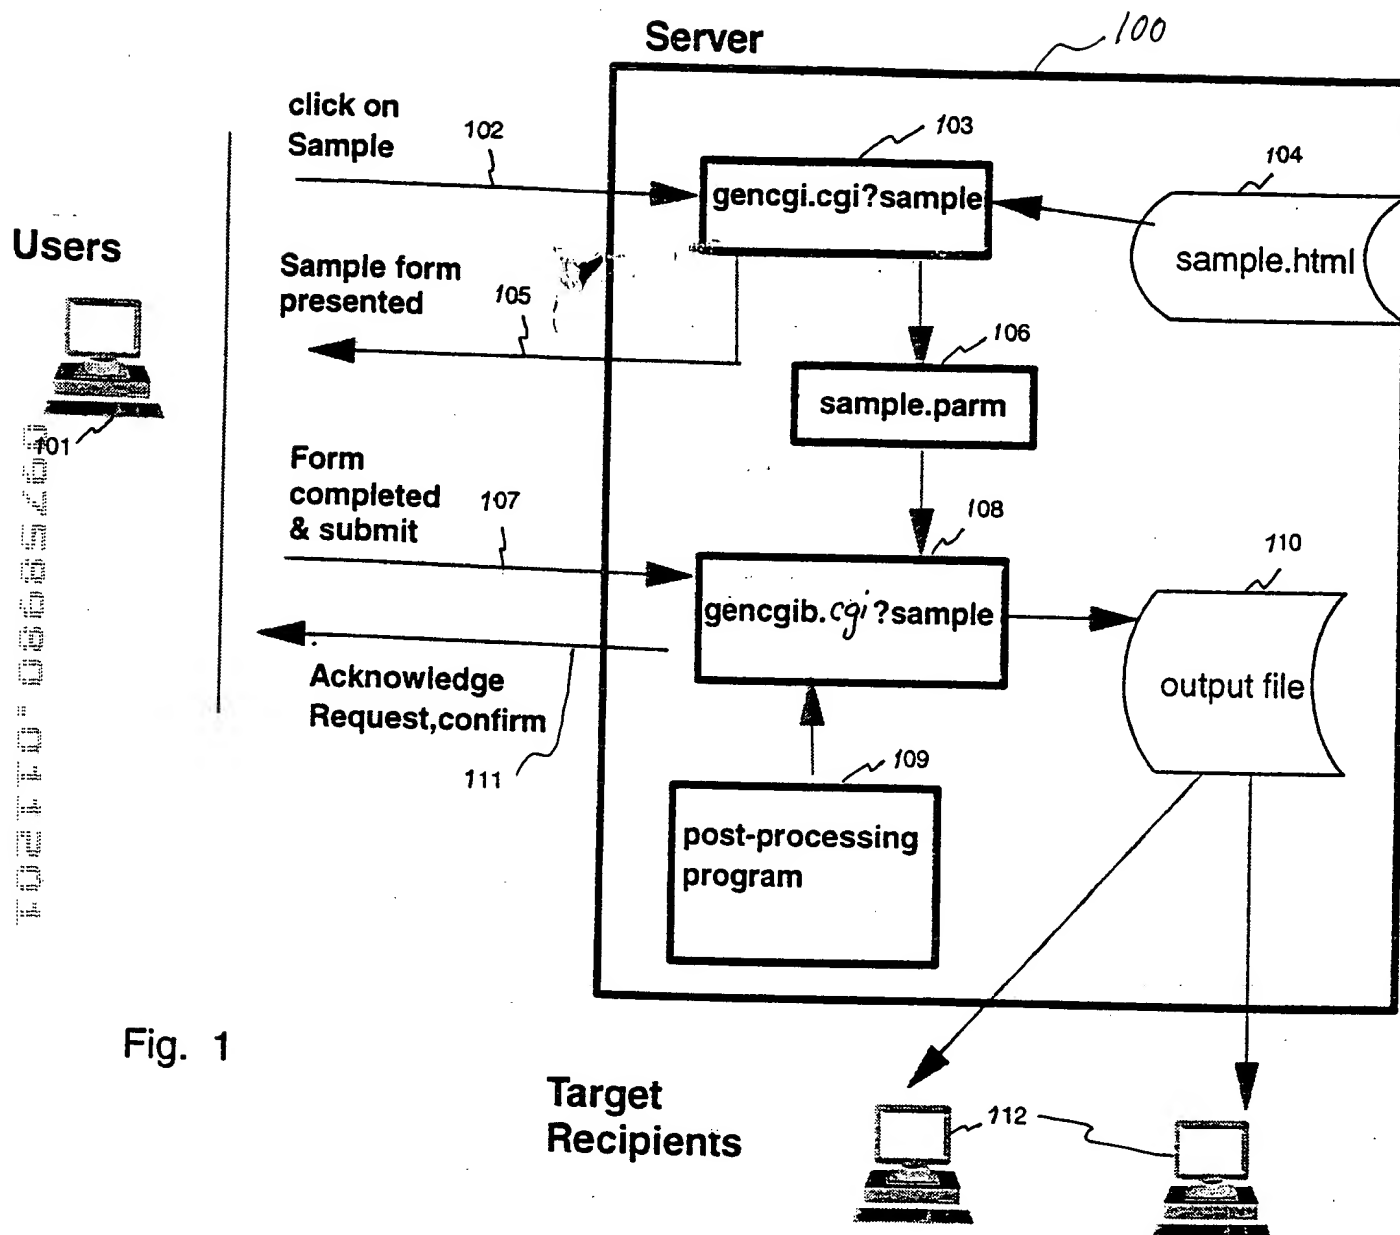 Server
100
click on
Sample
102
103
gencgi.cgi?sample
104
sample.html
Users
101
Sample form
presented
105
106
sample.parm
Form
completed
& submit
107
108
gencgib.cgi?sample
110
output file
Acknowledge
Request,confirm
111
109
post-processing
program
Fig. 1
Target
Recipients
112